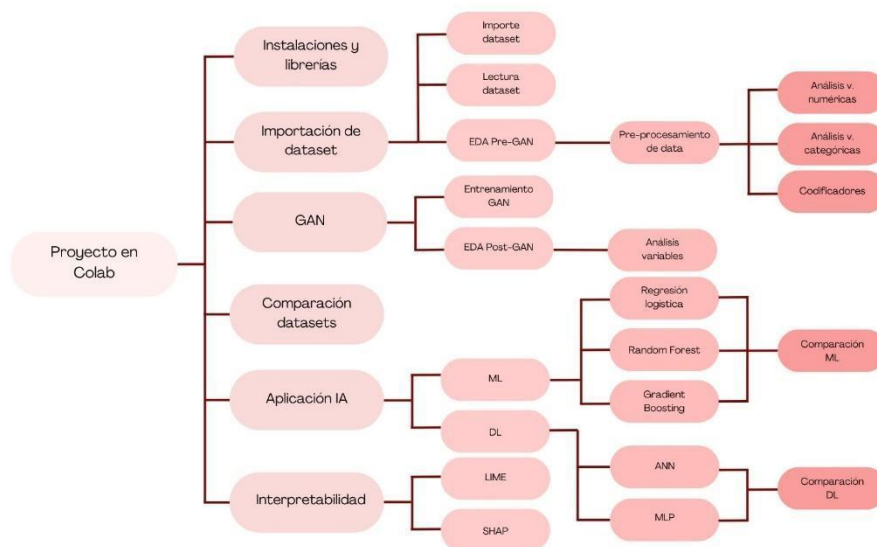 Proyecto en
Colab
Instalaciones y
librerías
Importación de
dataset
Importe
dataset
Lectura
dataset
EDA Pre-GAN
Pre-procesamiento
de data
Análisis v.
numéricas
Análisis v.
categóricas
Codificadores
GAN
Entrenamiento
GAN
EDA Post-GAN
Análisis
variables
Comparación
datasets
Aplicación IA
ML
Regresión
logística
Random Forest
Gradient
Boosting
Comparación
ML
DL
ANN
MLP
Comparación
DL
Interpretabilidad
LIME
SHAP